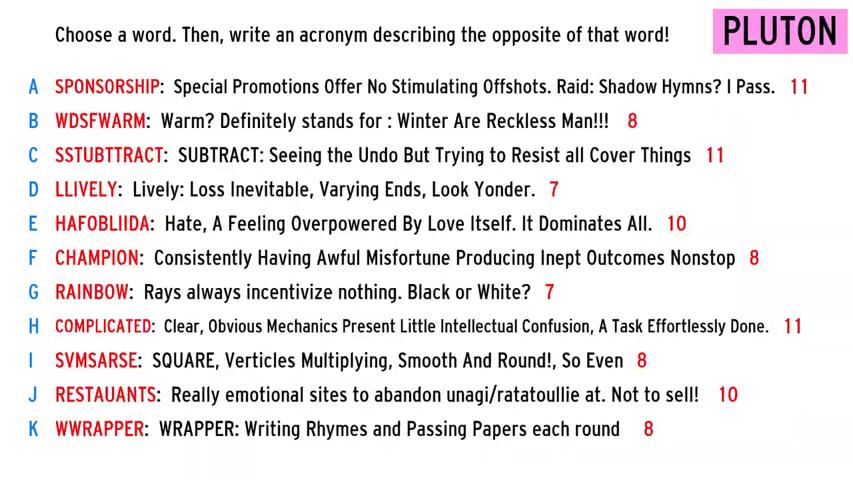 Choose a word. Then, write an acronym describing the opposite of that word!
PLUTON
A SPONSORSHIP: Special Promotions Offer No Stimulating Offshots. Raid: Shadow Hymns? I Pass. 11
B WDSFWARM: Warm? Definitely stands for : Winter Are Reckless Man!!! 8
C SSTUBTTRACT: SUBTRACT: Seeing the Undo But Trying to Resist all Cover Things 11
D LLIVELY: Lively: Loss Inevitable, Varying Ends, Look Yonder. 7
E HAFOBLIIDA: Hate, A Feeling Overpowered By Love Itself. It Dominates All. 10
F CHAMPION: Consistently Having Awful Misfortune Producing Inept Outcomes Nonstop 8
G RAINBOW: Rays always incentivize nothing. Black or White? 7
H COMPLICATED: Clear, Obvious Mechanics Present Little Intellectual Confusion, A Task Effortlessly Done. 11
I SVMSARSE: SQUARE, Verticles Multiplying, Smooth And Round!, So Even 8
J RESTAUANTS: Really emotional sites to abandon unagi/ratatoullie at. Not to sell! 10
K WWRAPPER: WRAPPER: Writing Rhymes and Passing Papers each round 8